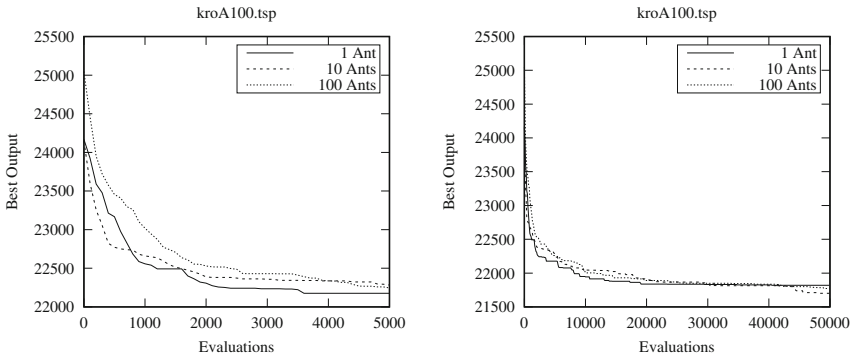 kroA100.tsp
25500
25000
24500
24000
23500
23000
22500
22000
Best Output
1 Ant
10 Ants
100 Ants
0 1000 2000 3000 4000 5000
Evaluations
kroA100.tsp
25500
25000
24500
24000
23500
23000
22500
22000
21500
Best Output
1 Ant
10 Ants
100 Ants
0 10000 20000 30000 40000 50000
Evaluations